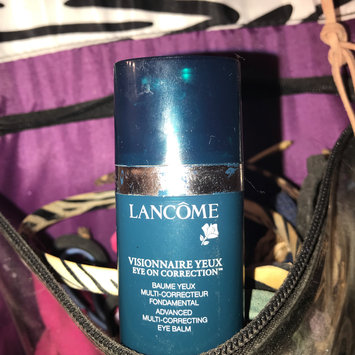 LANCÔME
VISIONNAIRE YEUX
EYE ON CORRECTION™
BAUME YEUX
MULTI-CORRECTEUR
FONDAMENTAL
ADVANCED
MULTI-CORRECTING
EYE BALM